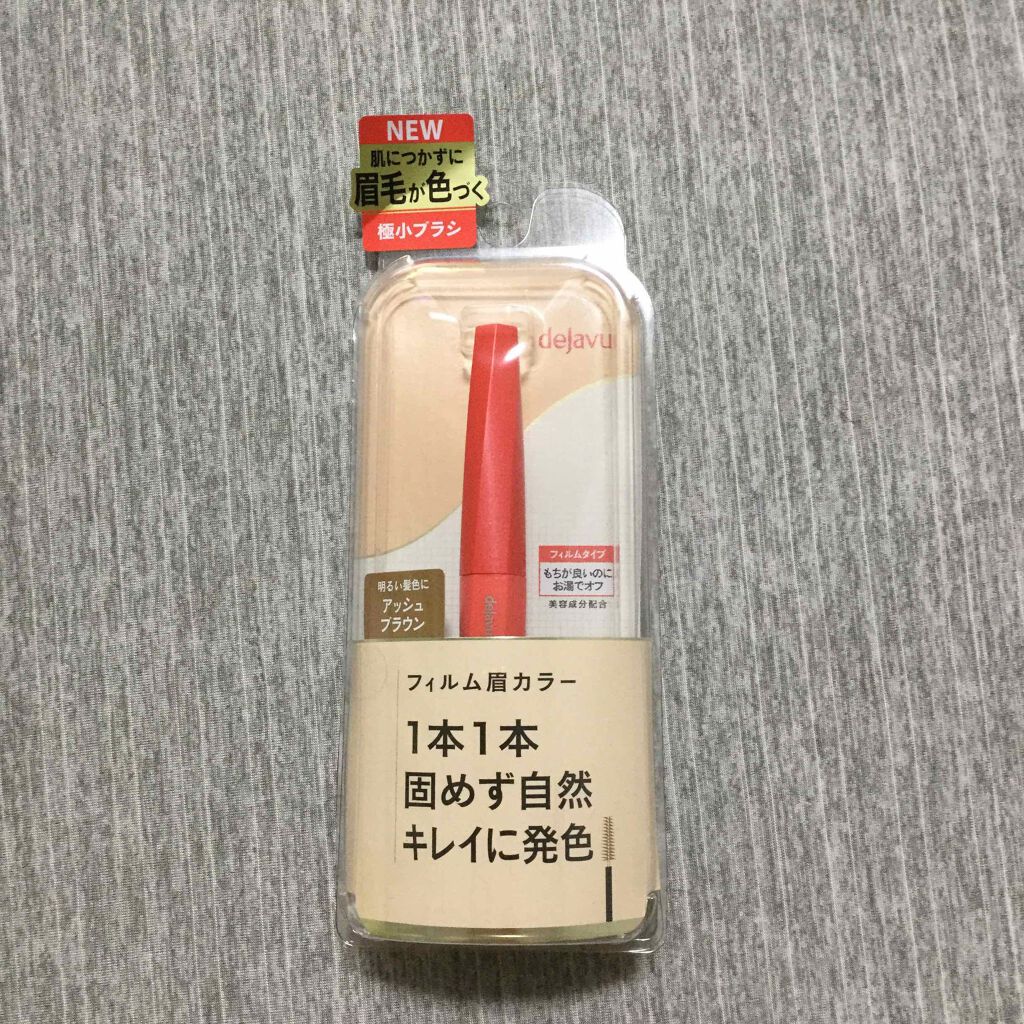 NEW
肌につかずに
眉毛が色づく
極小ブラシ
dejavu
フィルムタイプ
もちが良いのに
お湯でオフ
美容成分配合
明るい髪色に
アッシュ
ブラウン
dejavu
フィルム眉カラー
1本1本
固めず自然
キレイに発色